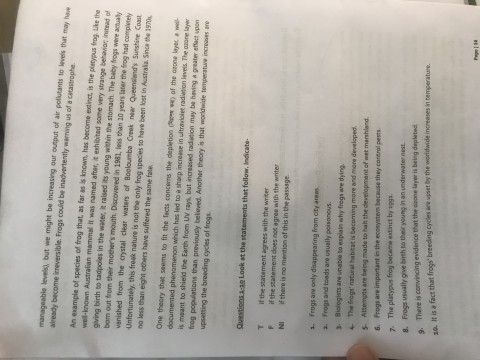 manageable levels), but we might be increasing our output of air pollutants to levels that may have
already become irreversible. Frogs could be inadvertently warning us of a catastrophe.
An example of species of frog that, as far as is known, has become extinct, is the platypus frog. Like the
well-known Australian mammal it was named after, it exhibited some very strange behavior; instead of
giving birth to tadpoles in the water, it raised its young within the stomach. The baby frogs were actually
born out from their mother's mouth. Discovered in 1981, less than 10 years later the frog had completely
vanished from the crystal clear waters of Booloumba Creek near Queensland's Sunshine Coast.
Unfortunately, this freak of nature is not the only frog species to have been lost in Australia. Since the 1970s,
no less than eight others have suffered the same fate.
One theory that seems to fit the facts concerns the depletion of the ozone layer, a well-
documented phenomenon which has led to a sharp increase in ultraviolet radiation levels. The ozone layer
is meant to shield the Earth from UV rays, but increased radiation may be having a greater effect upon
frog populations than previously believed. Another theory is that worldwide temperature increases are
upsetting the breeding cycles of frogs.
Questions 1-10 Look at the statements that follow. Indicate-
T if the statement agrees with the writer
F if the statement does not agree with the writer
NI if there is no mention of this in the passage.
1. Frogs are only disappearing from city areas.
2. Frogs and toads are usually poisonous.
3. Biologists are unable to explain why frogs are dying.
4. The frogs' natural habitat is becoming more and more developed.
5. Attempts are being made to halt the development of wet marshland.
6. Frogs are important in the ecosystem because they control pests.
7. The platypus frog became extinct by 1991.
8. Frogs usually give birth to their young in an underwater nest.
9. There is convincing evidence that the ozone layer is being depleted.
10. It is a fact that frogs' breeding cycles are upset by the worldwide increases in temperature.